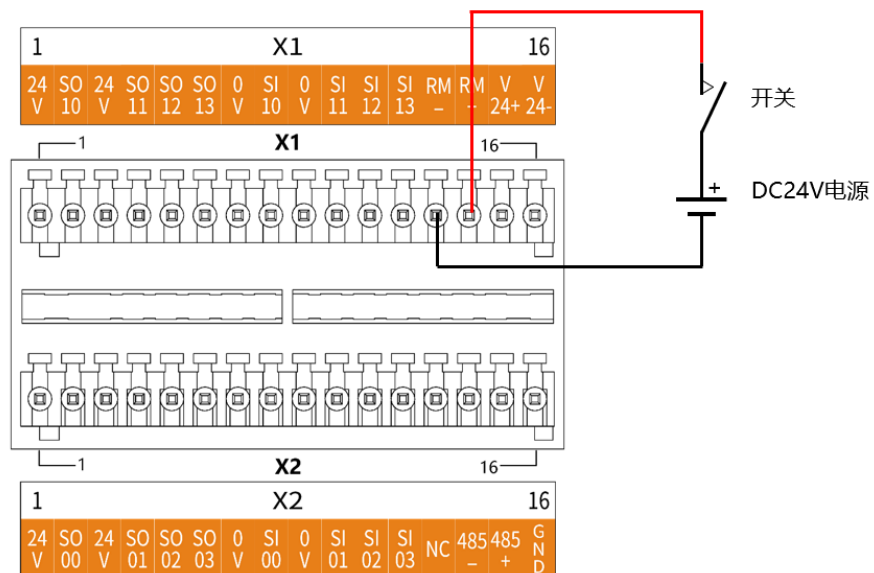 1 X1 16
24 SO 24 SO SO SO 0 SI 0 SI SI SI RM RM V V
V 10 V 11 12 13 V 10 V 11 12 13 – 24+ 24-
开关
1 X1 16
+ DC24V电源
1 X2 16
1 X2 16
24 SO 24 SO SO SO 0 SI 0 SI SI SI NC 485 485 G
V 00 V 01 02 03 V 00 V 01 02 03 – + N
D